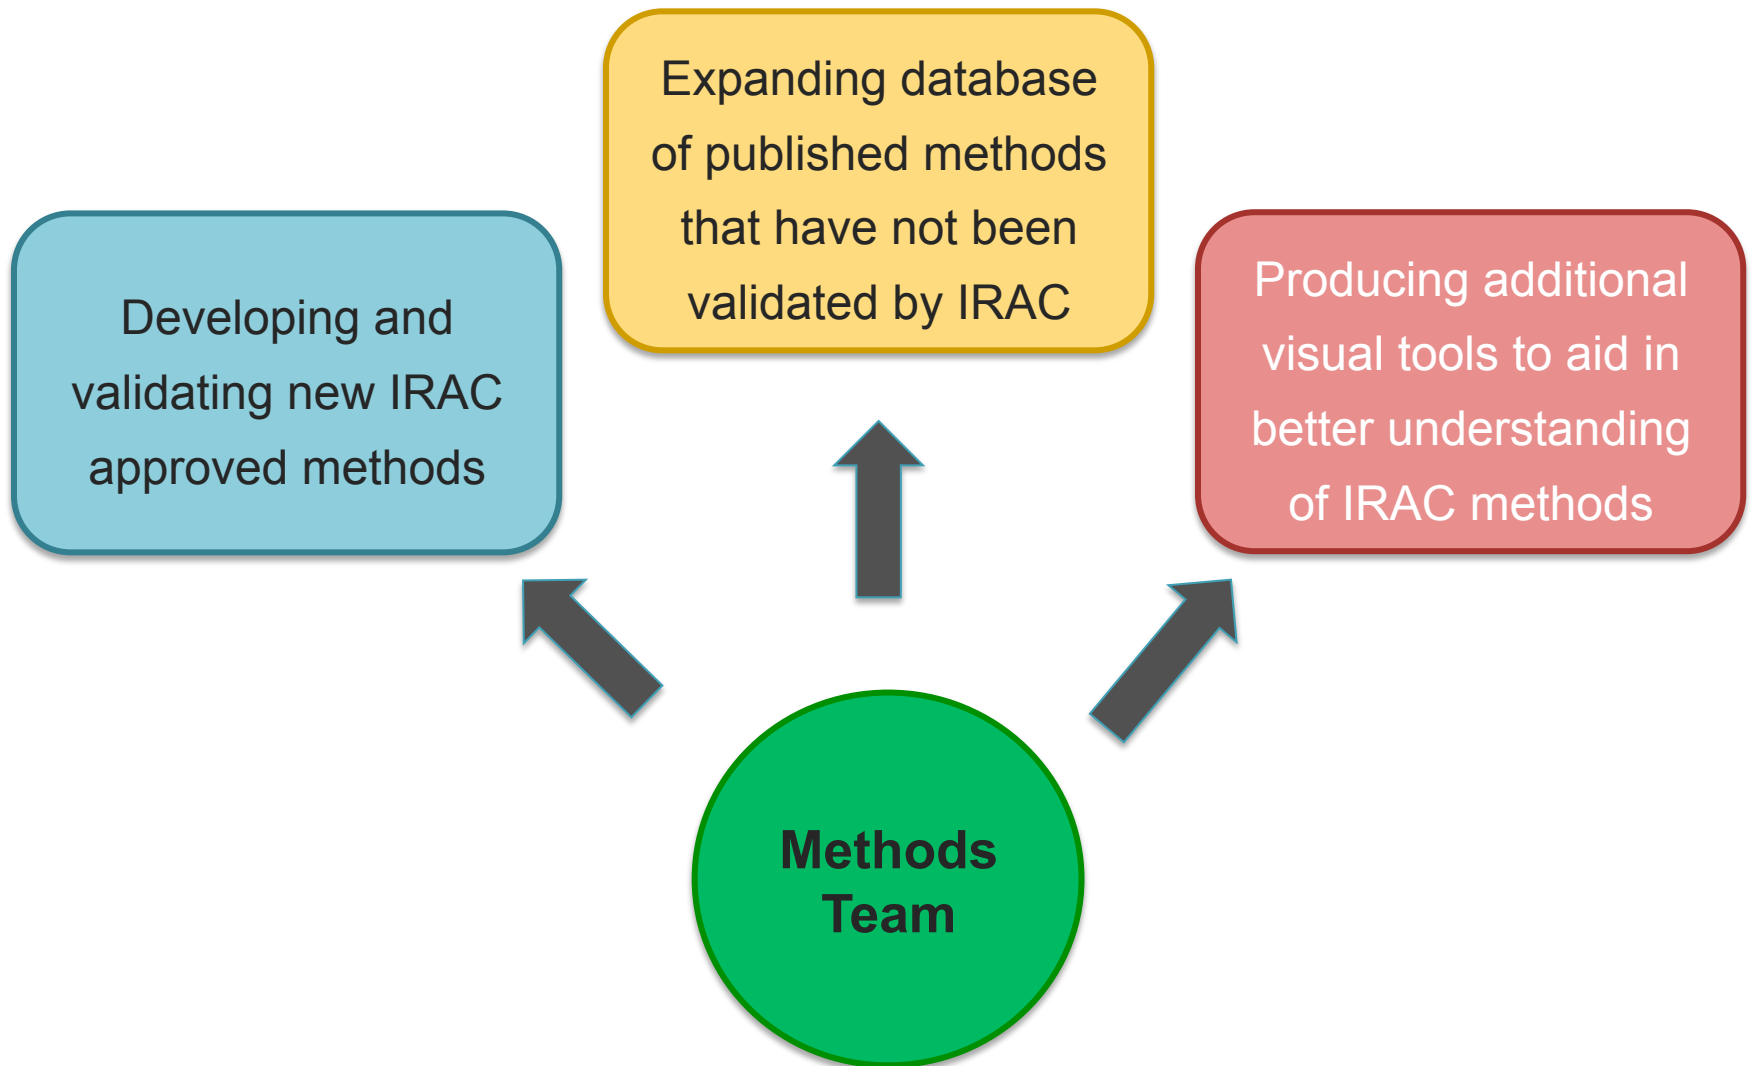 Expanding database
of published methods
that have not been
validated by IRAC
Developing and
validating new IRAC
approved methods
Producing additional
visual tools to aid in
better understanding
of IRAC methods
Methods
Team